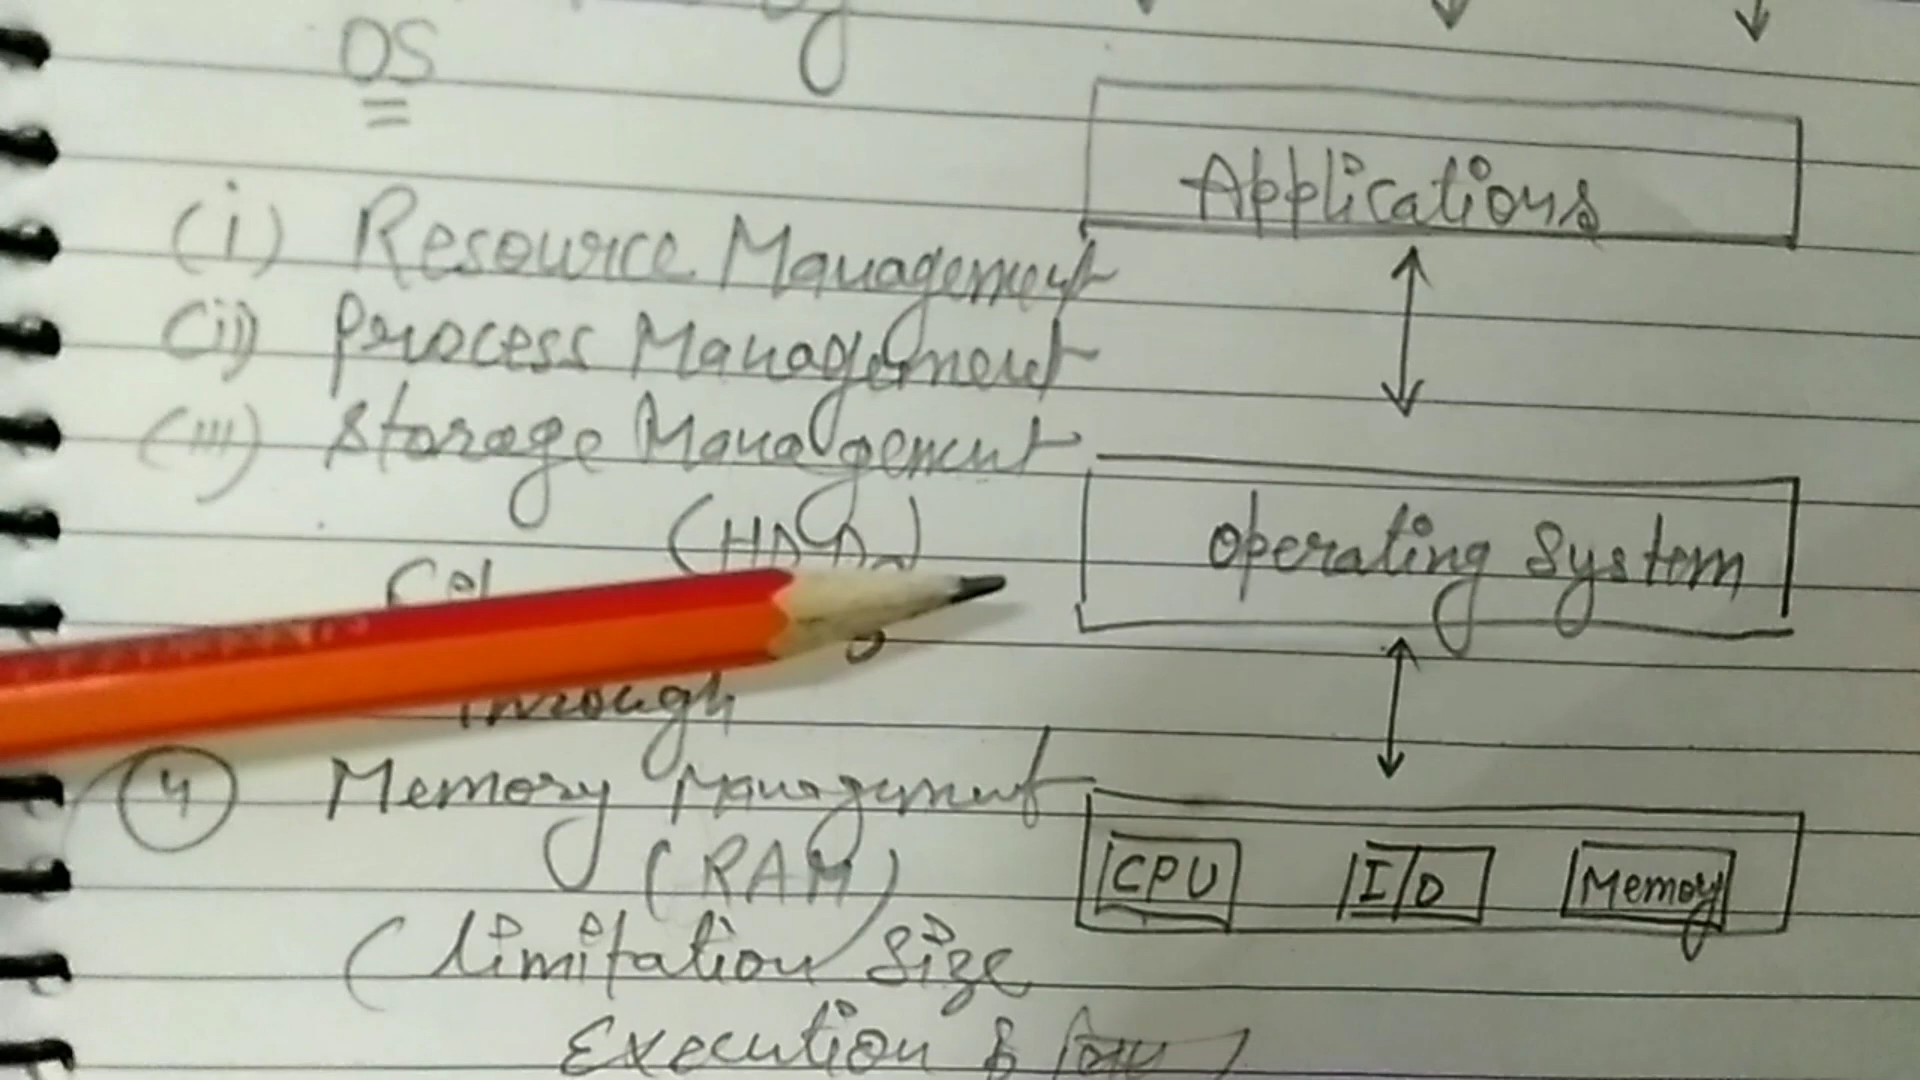 OS
(i) Resource Management
(ii) Process Management
(iii) Storage Management
through
4 Memory Management
(RAM)
(limitation Size
Execution &
Applications
Operating System
CPU
I/O
Memory